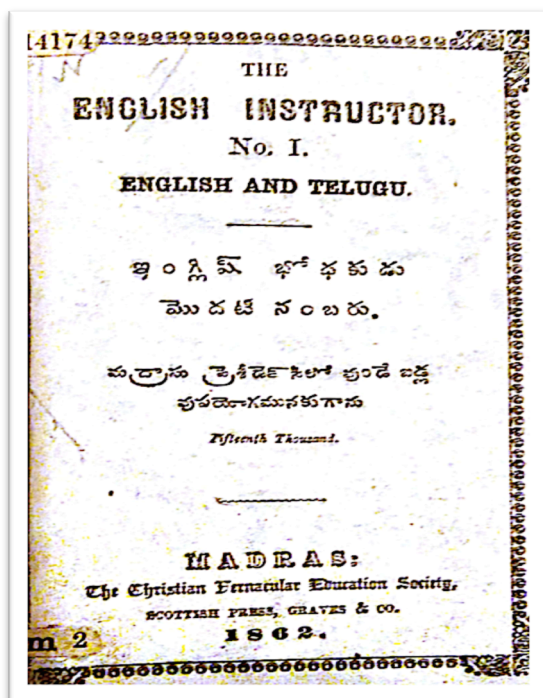 14174
THE
ENGLISH INSTRUCTOR.
No. I.
ENGLISH AND TELUGU.
ఇంగ్లిష్ భోధకుడు
మొదటి నంబరు.
మద్రాసు ప్రెశీడెన్సిలో వుండే బడ్ల
వుపయోగమునకుగాను
Fifteenth Thousand.
MADRAS:
The Christian Vernacular Education Society,
SCOTTISH PRESS, GRAVES & CO.
1862.
m 2